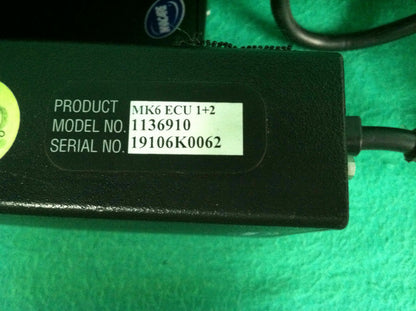 PRODUCT MK6 ECU 1+2
MODEL NO. 1136910
SERIAL NO. 19106K0062